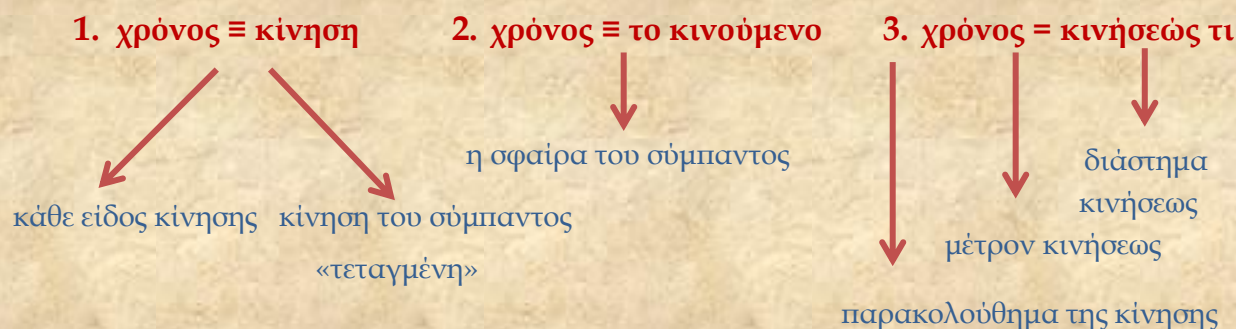 1. χρόνος ≡ κίνηση
2. χρόνος ≡ το κινούμενο
3. χρόνος = κινήσεώς τι
κάθε είδος κίνησης
κίνηση του σύμπαντος
«τεταγμένη»
η σφαίρα του σύμπαντος
διάστημα
κινήσεως
μέτρον κινήσεως
παρακολούθημα της κίνησης